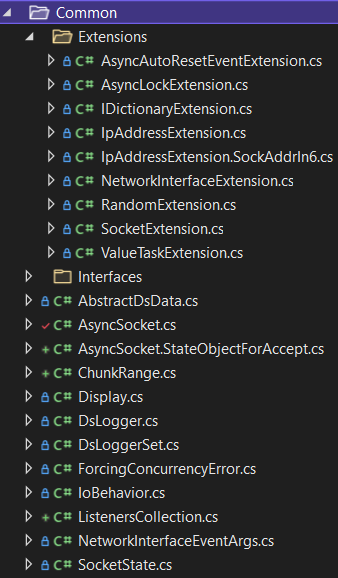 Common
Extensions
C# AsyncAutoResetEventExtension.cs
C# AsyncLockExtension.cs
C# IDictionaryExtension.cs
C# IpAddressExtension.cs
C# IpAddressExtension.SockAddrIn6.cs
C# NetworkInterfaceExtension.cs
C# RandomExtension.cs
C# SocketExtension.cs
C# ValueTaskExtension.cs
Interfaces
C# AbstractDsData.cs
C# AsyncSocket.cs
+ C# AsyncSocket.StateObjectForAccept.cs
+ C# ChunkRange.cs
C# Display.cs
C# DsLogger.cs
C# DsLoggerSet.cs
C# ForcingConcurrencyError.cs
C# IoBehavior.cs
+ C# ListenersCollection.cs
C# NetworkInterfaceEventArgs.cs
C# SocketState.cs